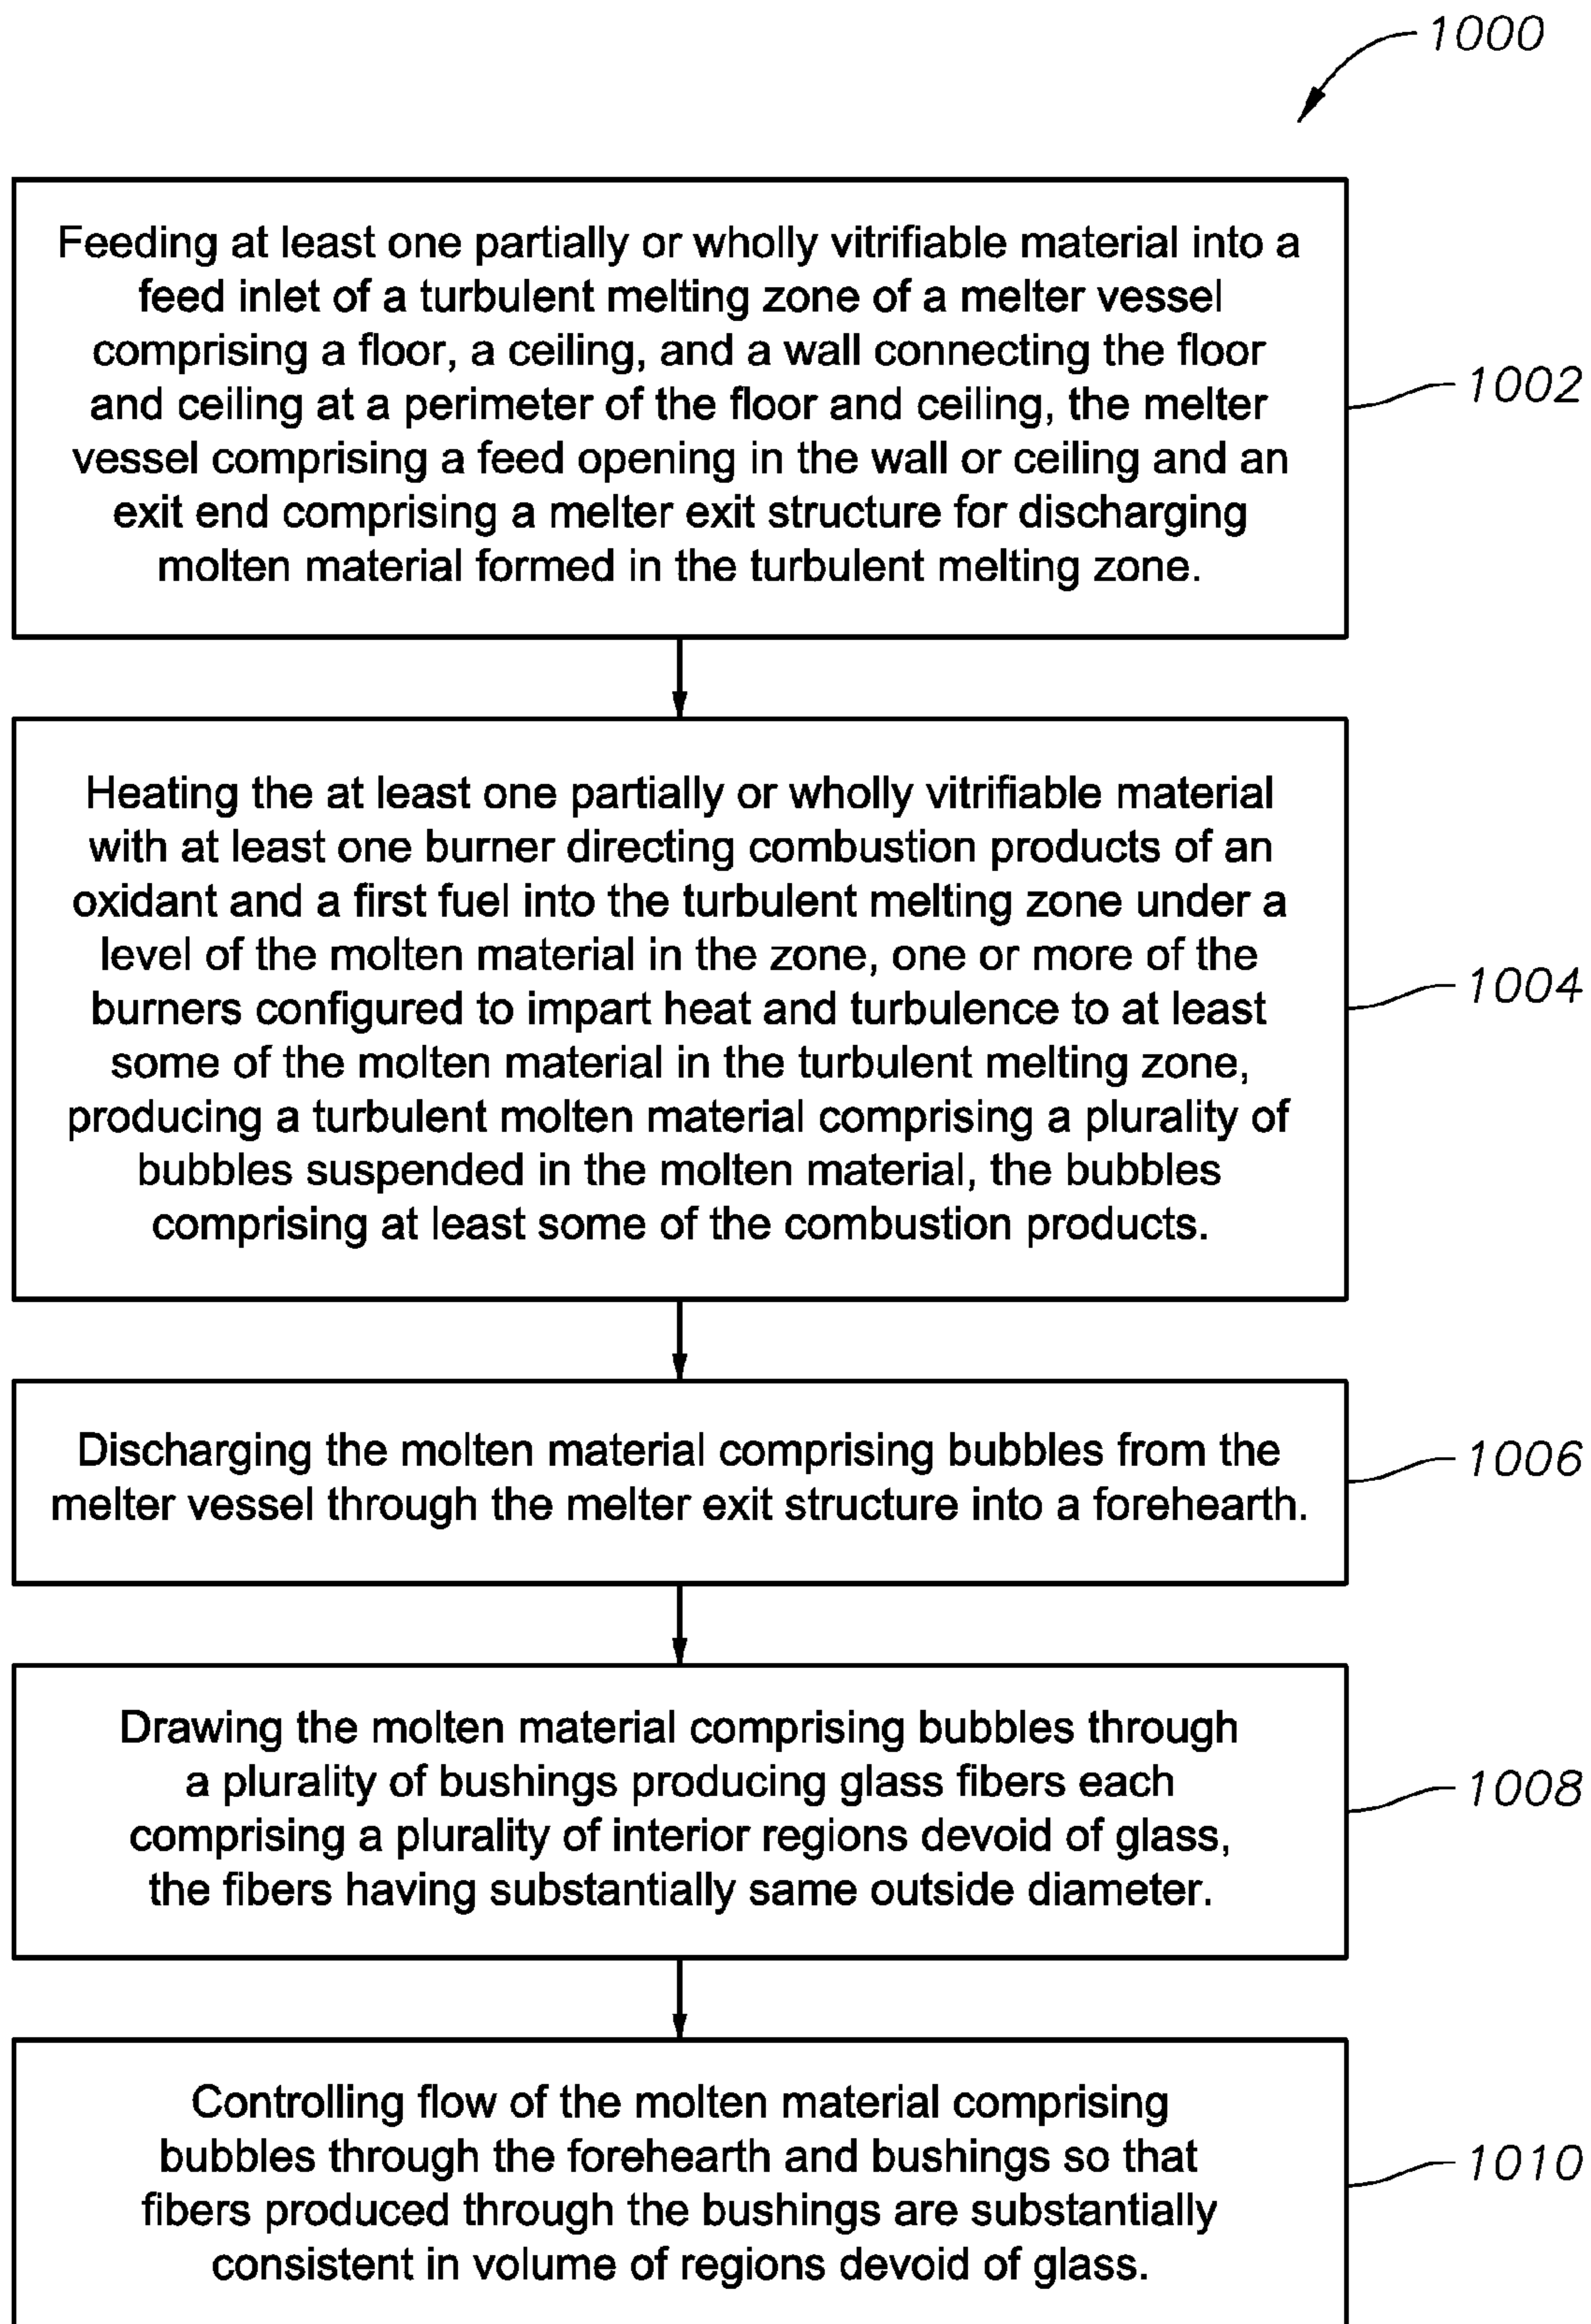 1000
Feeding at least one partially or wholly vitrifiable material into a
feed inlet of a turbulent melting zone of a melter vessel
comprising a floor, a ceiling, and a wall connecting the floor
and ceiling at a perimeter of the floor and ceiling, the melter
vessel comprising a feed opening in the wall or ceiling and an
exit end comprising a melter exit structure for discharging
molten material formed in the turbulent melting zone.
1002
Heating the at least one partially or wholly vitrifiable material
with at least one burner directing combustion products of an
oxidant and a first fuel into the turbulent melting zone under a
level of the molten material in the zone, one or more of the
burners configured to impart heat and turbulence to at least
some of the molten material in the turbulent melting zone,
producing a turbulent molten material comprising a plurality of
bubbles suspended in the molten material, the bubbles
comprising at least some of the combustion products.
1004
Discharging the molten material comprising bubbles from the
melter vessel through the melter exit structure into a forehearth.
1006
Drawing the molten material comprising bubbles through
a plurality of bushings producing glass fibers each
comprising a plurality of interior regions devoid of glass,
the fibers having substantially same outside diameter.
1008
Controlling flow of the molten material comprising
bubbles through the forehearth and bushings so that
fibers produced through the bushings are substantially
consistent in volume of regions devoid of glass.
1010